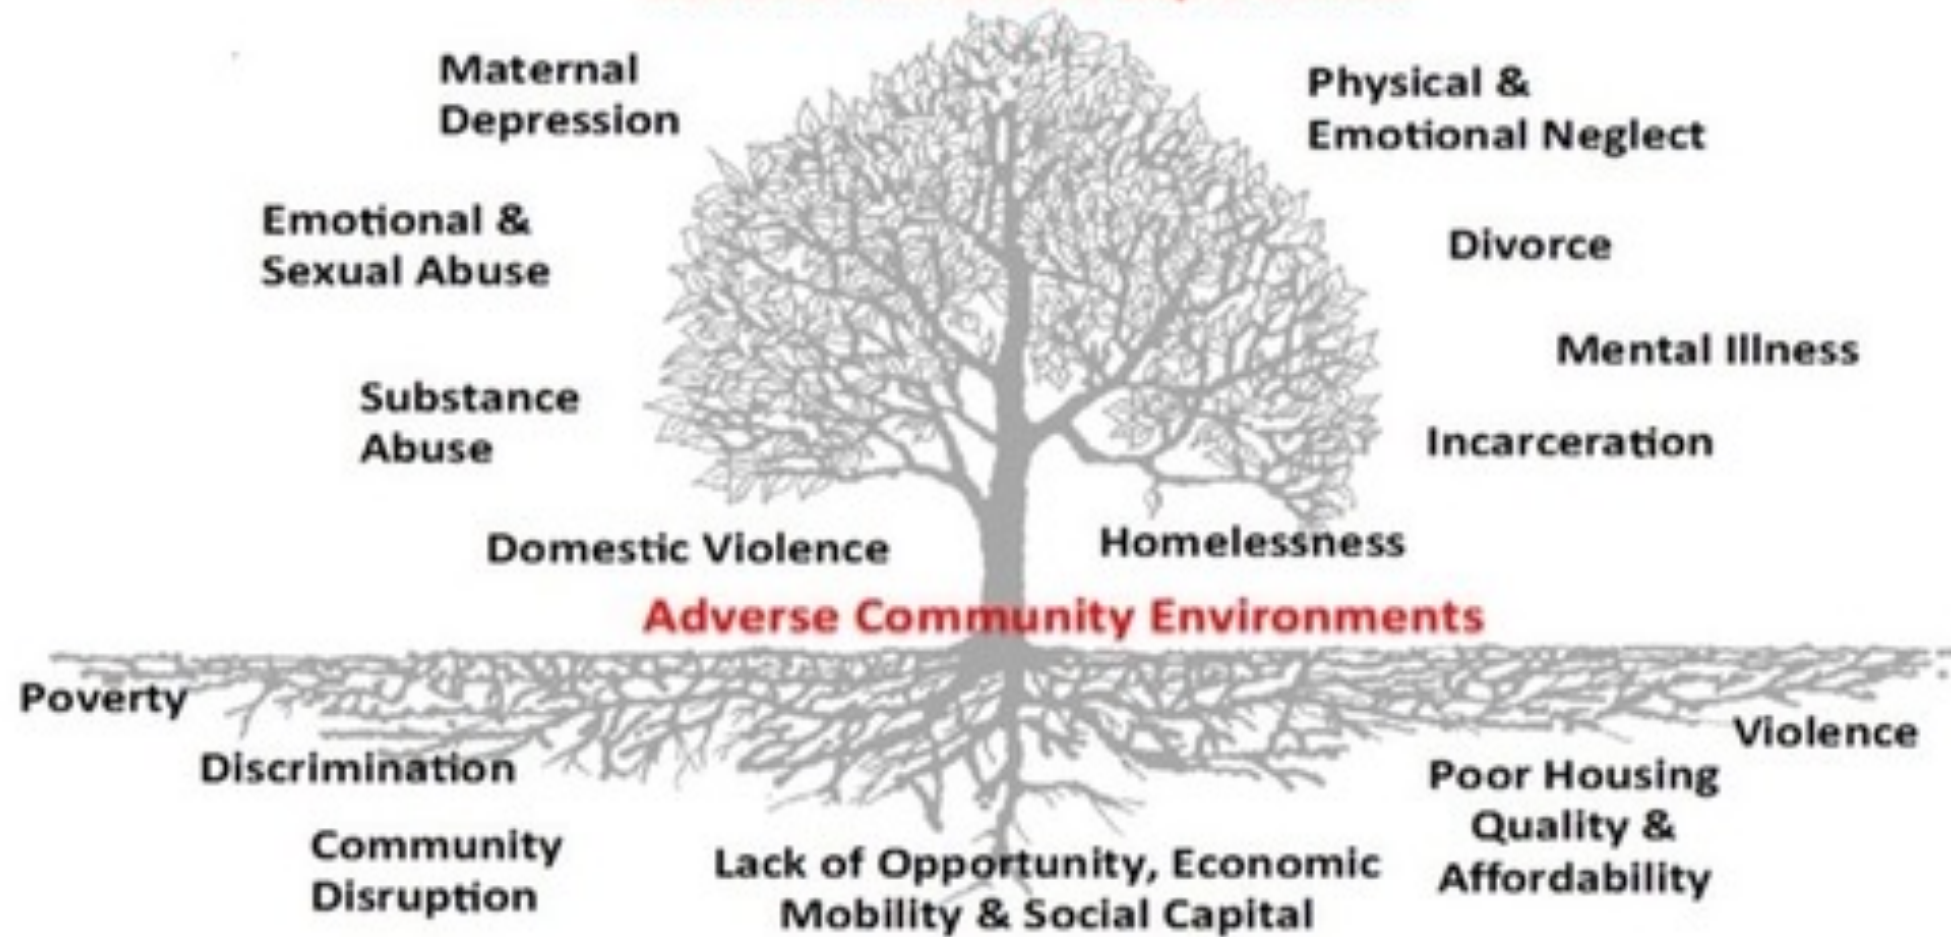 Maternal
Depression
Physical &
Emotional Neglect
Emotional &
Sexual Abuse
Divorce
Mental Illness
Substance
Abuse
Incarceration
Domestic Violence
Homelessness
Adverse Community Environments
Poverty
Violence
Discrimination
Poor Housing
Quality &
Affordability
Community
Disruption
Lack of Opportunity, Economic
Mobility & Social Capital